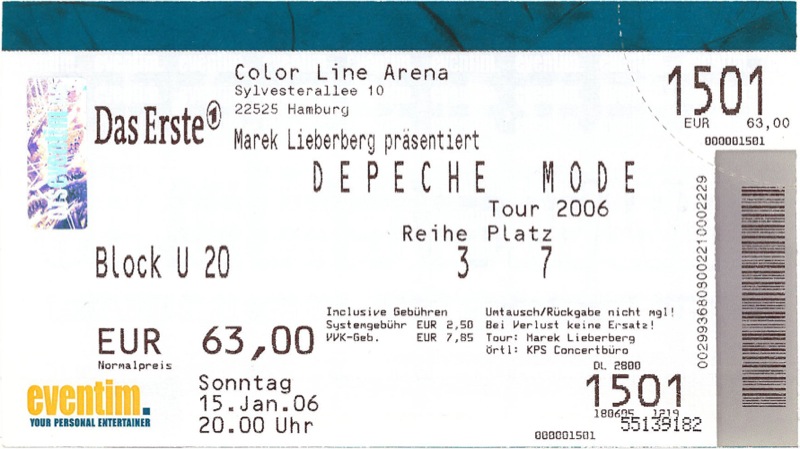 Color Line Arena
Sylvesterallee 10
22525 Hamburg
Das Erste
Marek Lieberberg präsentiert
DEPECHE MODE
Tour 2006
Reihe Platz
Block U 20 3 7
EUR 63,00
Normalpreis
Inclusive Gebühren
Systemgebühr EUR 2,50
VVK-Geb. EUR 7,85
Umtausch/Rückgabe nicht mgl!
Bei Verlust keine Ersatz!
Tour: Marek Lieberberg
örtl: KPS Concertbüro
eventim.
YOUR PERSONAL ENTERTAINER
Sonntag
15.Jan.06
20.00 Uhr
DL 2800
1501
180605 1219
55139182
000001501
1501
EUR 63,00
000001501
0029936808002210002229